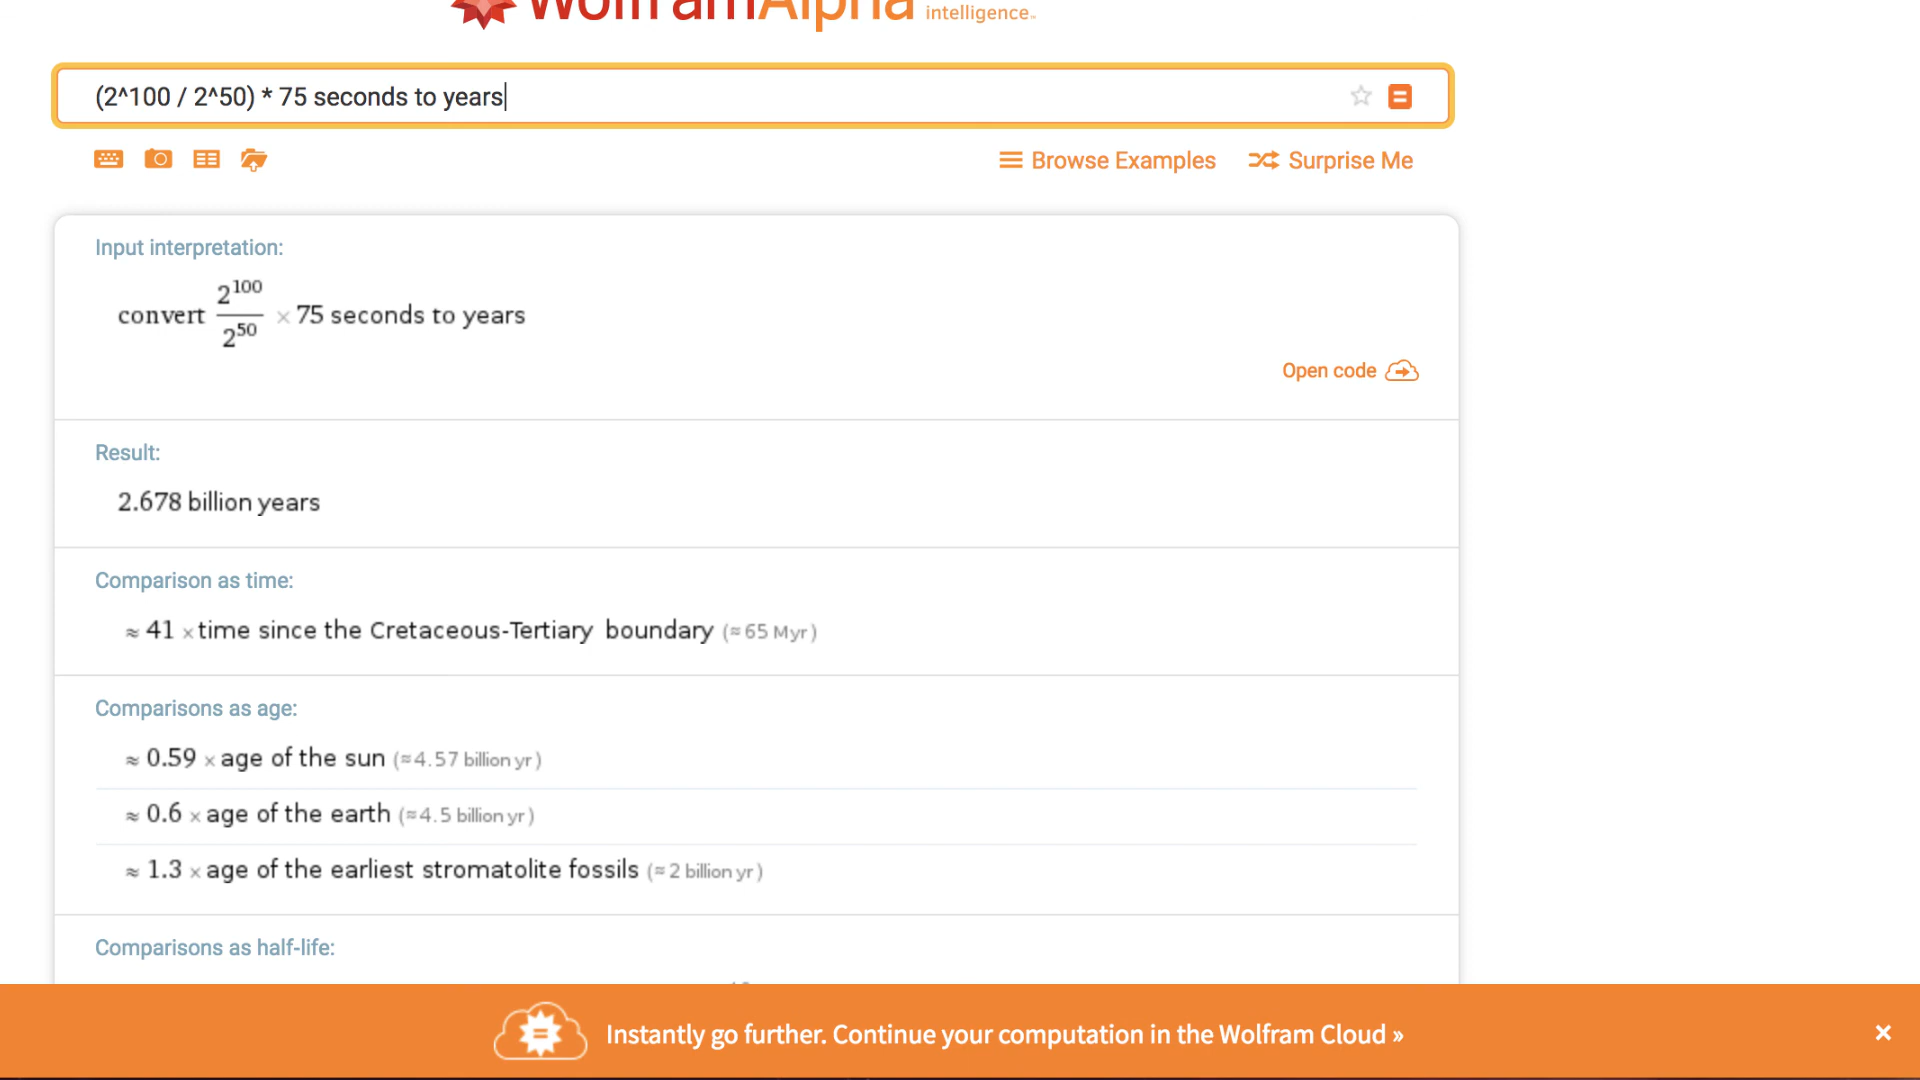 WolframAlpha intelligence™
(2^100 / 2^50) * 75 seconds to years
Browse Examples Surprise Me
Input interpretation:
convert 2^100 / 2^50 × 75 seconds to years
Open code
Result:
2.678 billion years
Comparison as time:
≈ 41 × time since the Cretaceous-Tertiary boundary (≈ 65 Myr)
Comparisons as age:
≈ 0.59 × age of the sun (≈ 4.57 billion yr)
≈ 0.6 × age of the earth (≈ 4.5 billion yr)
≈ 1.3 × age of the earliest stromatolite fossils (≈ 2 billion yr)
Comparisons as half-life:
Instantly go further. Continue your computation in the Wolfram Cloud »